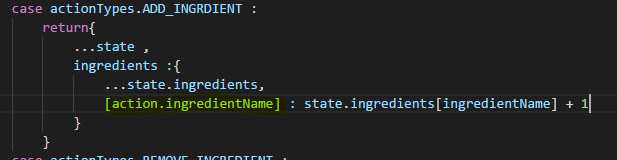 case actionTypes.ADD_INGRDIENT :
return{
...state ,
ingredients :{
...state.ingredients,
[action.ingredientName] : state.ingredients[ingredientName] + 1
}
}
case actionTypes.REMOVE_INGREDIENT :